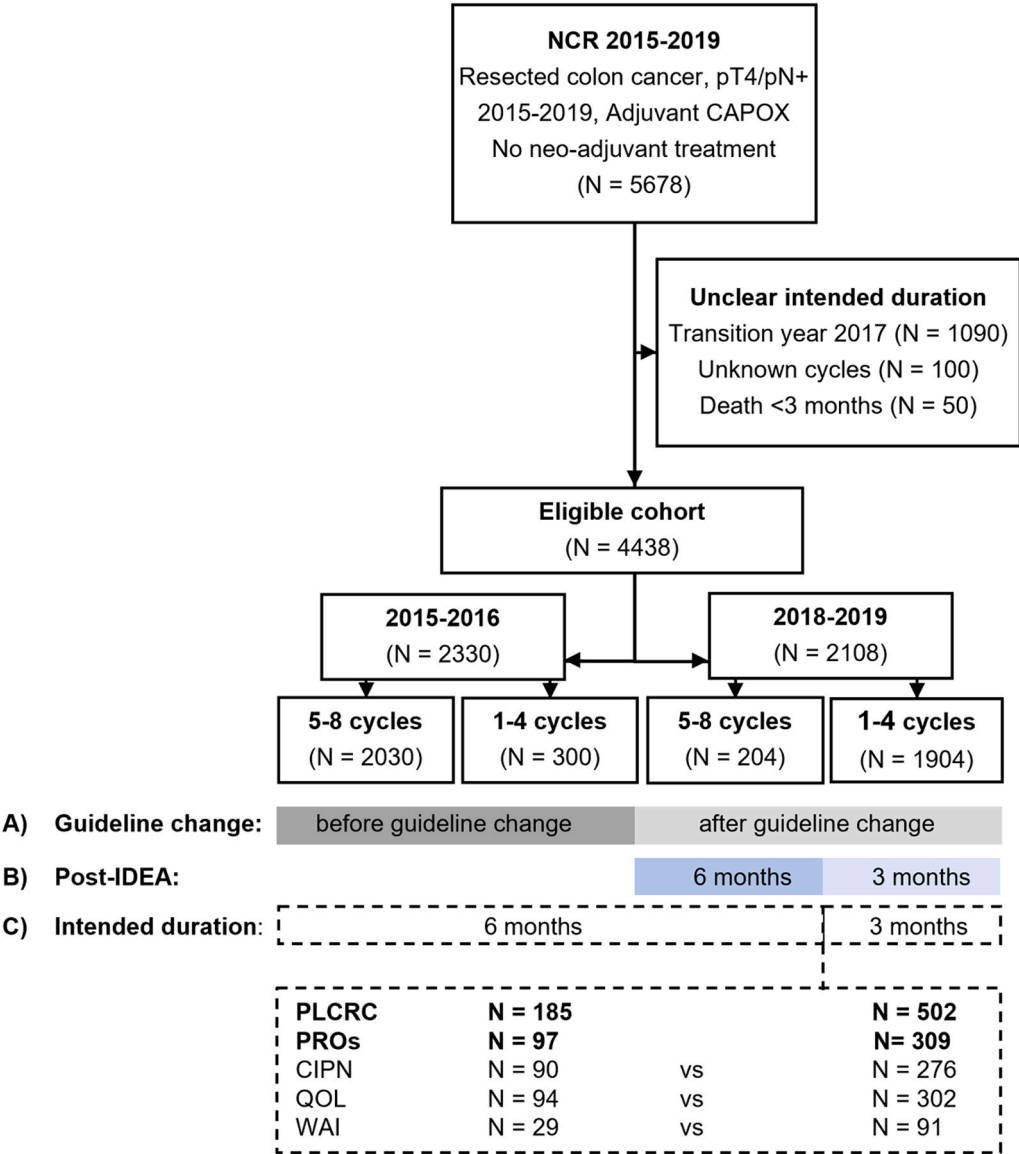 NCR 2015-2019
Resected colon cancer, pT4/pN+
2015-2019, Adjuvant CAPOX
No neo-adjuvant treatment
(N = 5678)
Unclear intended duration
Transition year 2017 (N = 1090)
Unknown cycles (N = 100)
Death <3 months (N = 50)
Eligible cohort
(N = 4438)
2015-2016
(N = 2330)
2018-2019
(N = 2108)
5-8 cycles
(N = 2030)
1-4 cycles
(N = 300)
5-8 cycles
(N = 204)
1-4 cycles
(N = 1904)
A) Guideline change: before guideline change after guideline change
B) Post-IDEA: 6 months 3 months
C) Intended duration: 6 months 3 months
PLCRC N = 185 N = 502
PROs N = 97 N= 309
CIPN N = 90 vs N = 276
QOL N = 94 vs N = 302
WAI N = 29 vs N = 91